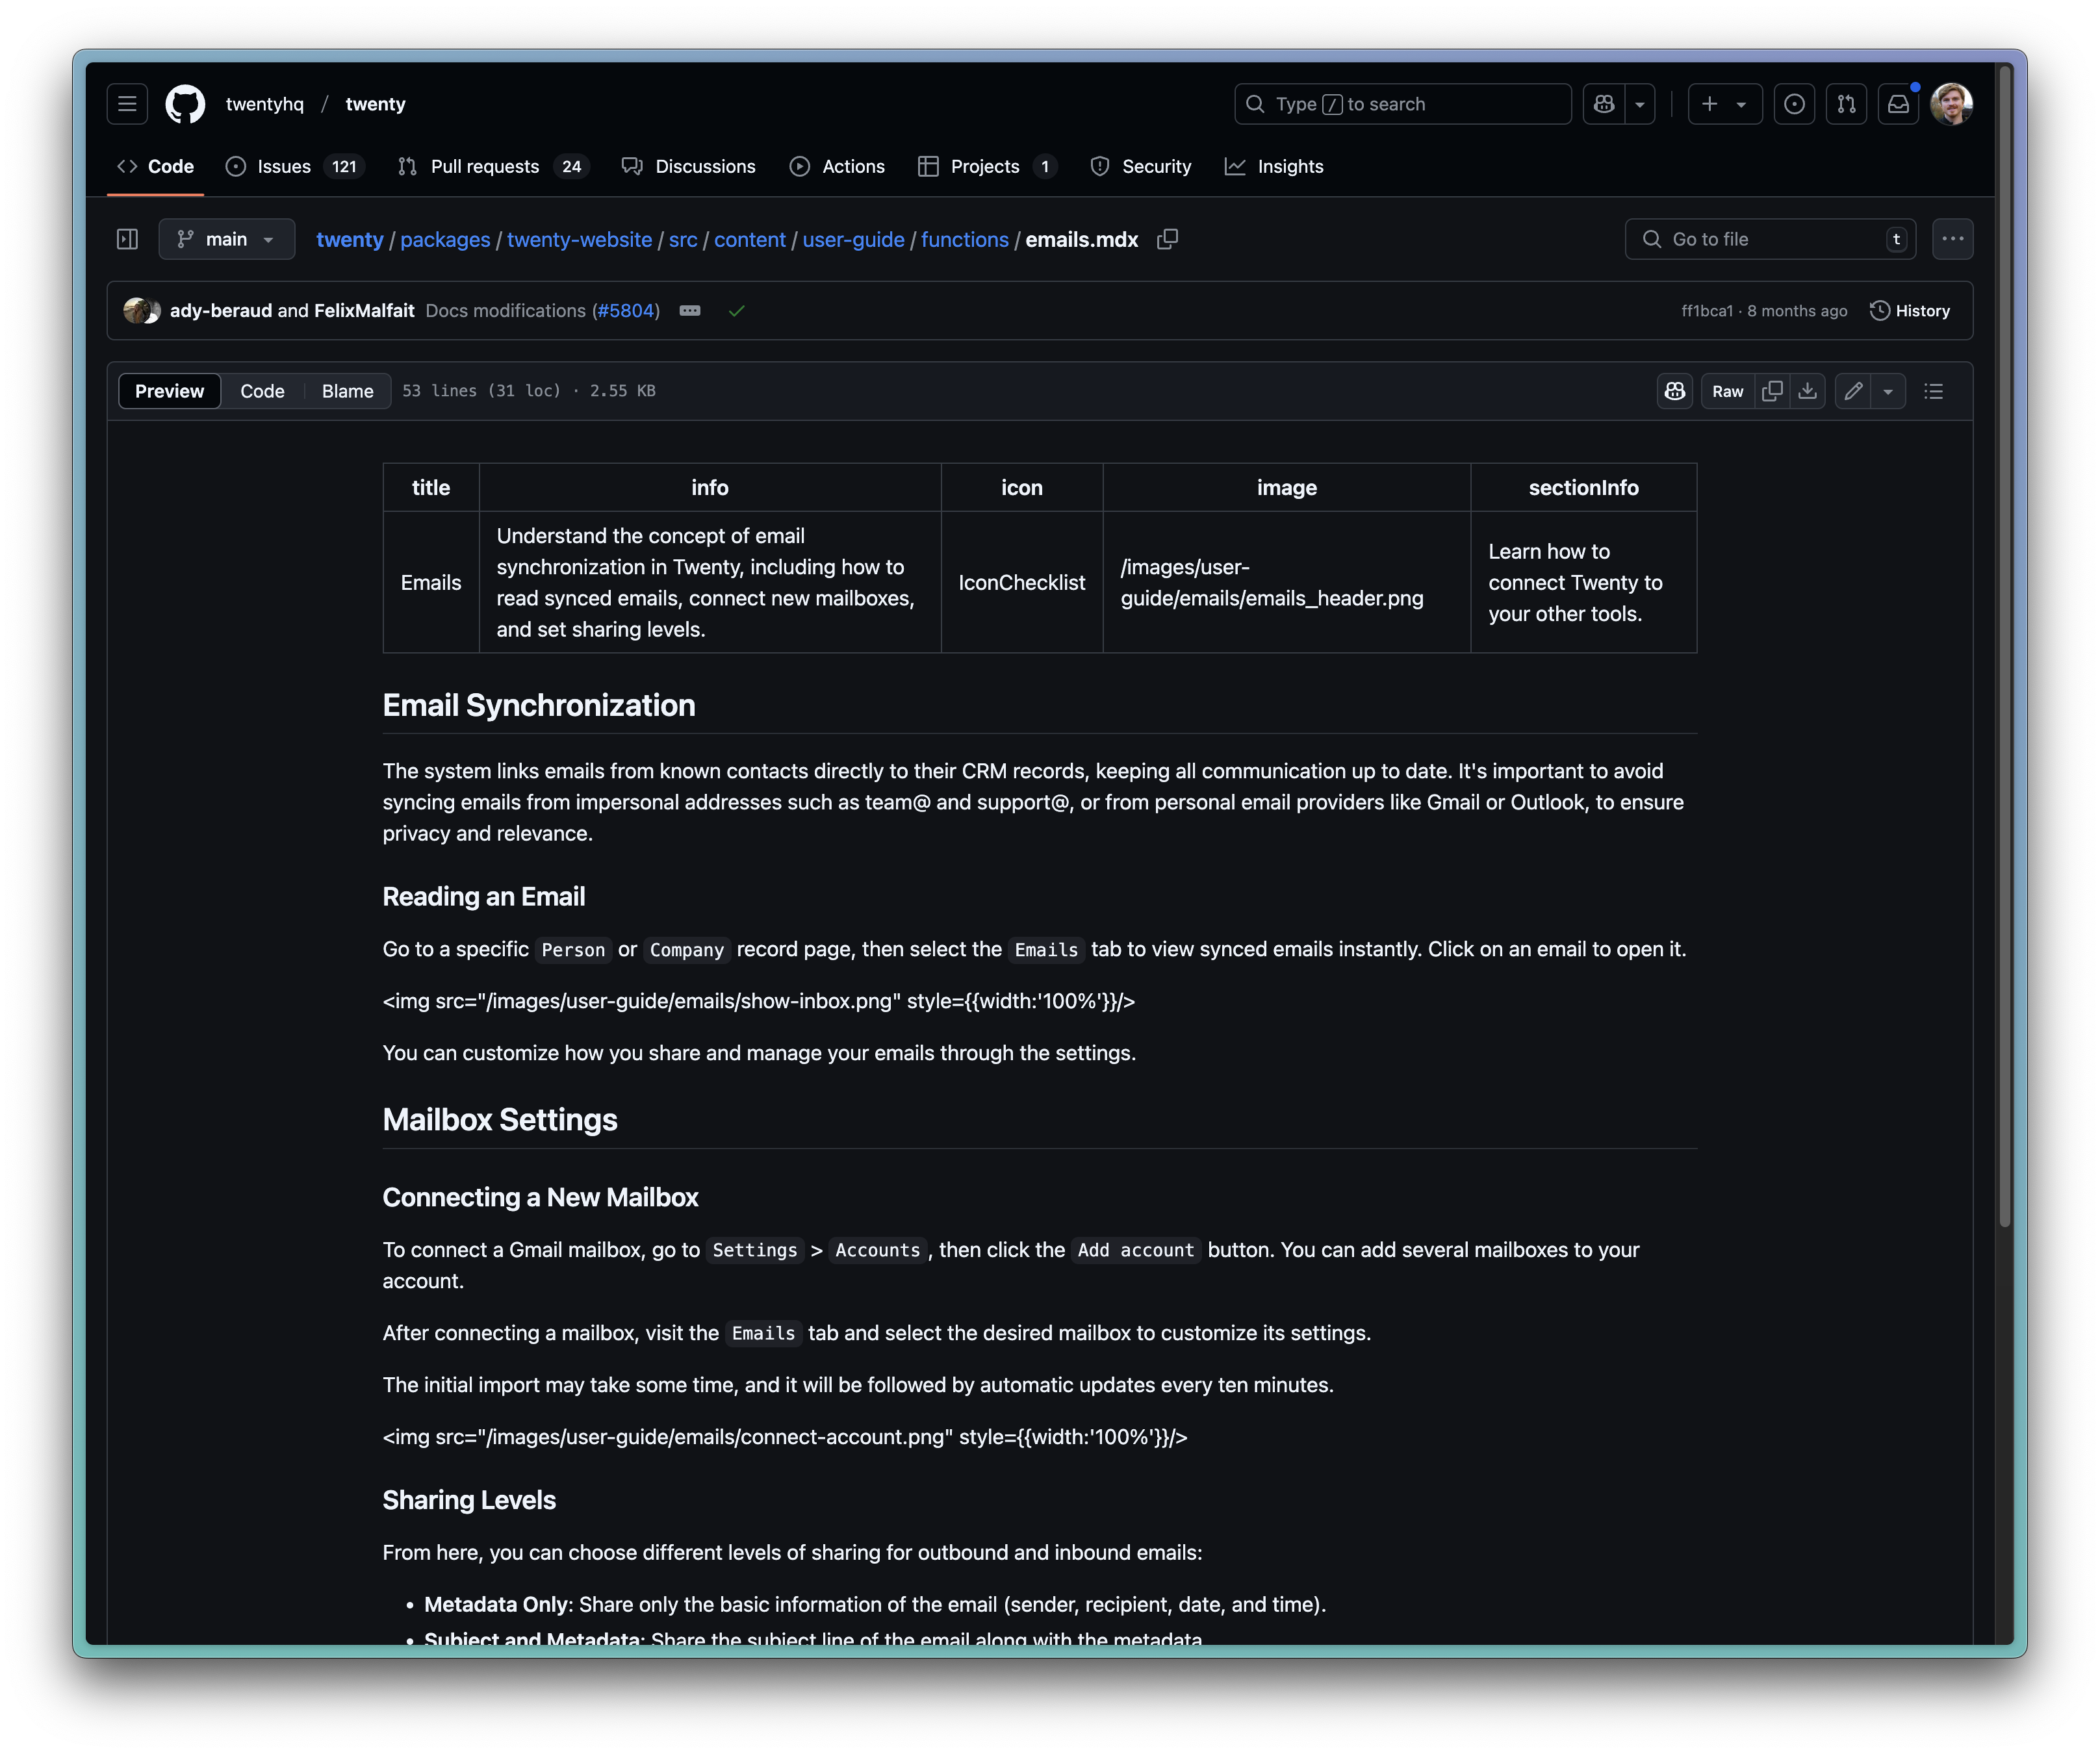 twentyhq / twenty
Type / to search
Code
Issues 121
Pull requests 24
Discussions
Actions
Projects 1
Security
Insights
main
twenty / packages / twenty-website / src / content / user-guide / functions / emails.mdx
Go to file t
ady-beraud and FelixMalfait Docs modifications (#5804)
ff1bca1 · 8 months ago
History
Preview
Code
Blame
53 lines (31 loc) · 2.55 KB
Raw
title info icon image sectionInfo
Emails
Understand the concept of email
synchronization in Twenty, including how to
read synced emails, connect new mailboxes,
and set sharing levels.
IconChecklist
/images/user-
guide/emails/emails_header.png
Learn how to
connect Twenty to
your other tools.
Email Synchronization
The system links emails from known contacts directly to their CRM records, keeping all communication up to date. It's important to avoid
syncing emails from impersonal addresses such as team@ and support@, or from personal email providers like Gmail or Outlook, to ensure
privacy and relevance.
Reading an Email
Go to a specific Person or Company record page, then select the Emails tab to view synced emails instantly. Click on an email to open it.
<img src="/images/user-guide/emails/show-inbox.png" style={{width:'100%'}}/>
You can customize how you share and manage your emails through the settings.
Mailbox Settings
Connecting a New Mailbox
To connect a Gmail mailbox, go to Settings > Accounts, then click the Add account button. You can add several mailboxes to your
account.
After connecting a mailbox, visit the Emails tab and select the desired mailbox to customize its settings.
The initial import may take some time, and it will be followed by automatic updates every ten minutes.
<img src="/images/user-guide/emails/connect-account.png" style={{width:'100%'}}/>
Sharing Levels
From here, you can choose different levels of sharing for outbound and inbound emails:
• Metadata Only: Share only the basic information of the email (sender, recipient, date, and time).
• Subject and Metadata: Share the subject line of the email along with the metadata